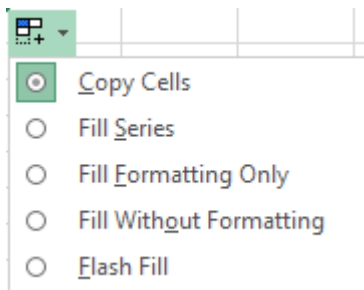 Copy Cells
Fill Series
Fill Formatting Only
Fill Without Formatting
Flash Fill